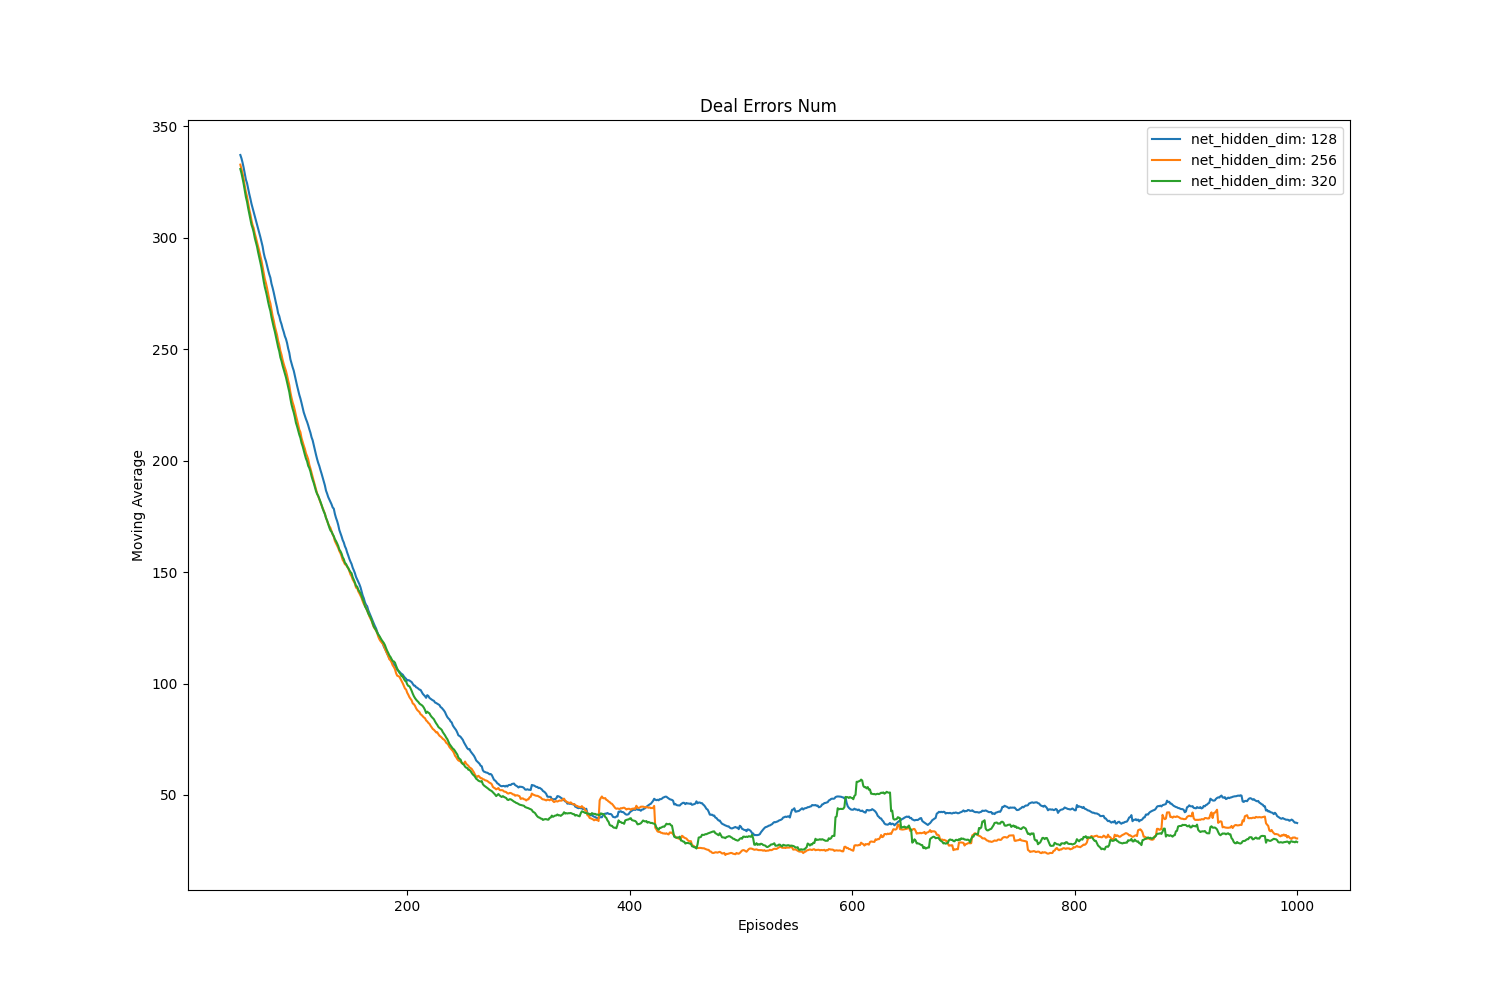 Deal Errors Num
net_hidden_dim: 128
net_hidden_dim: 256
net_hidden_dim: 320
Moving Average
350
300
250
200
150
100
50
200 400 600 800 1000
Episodes